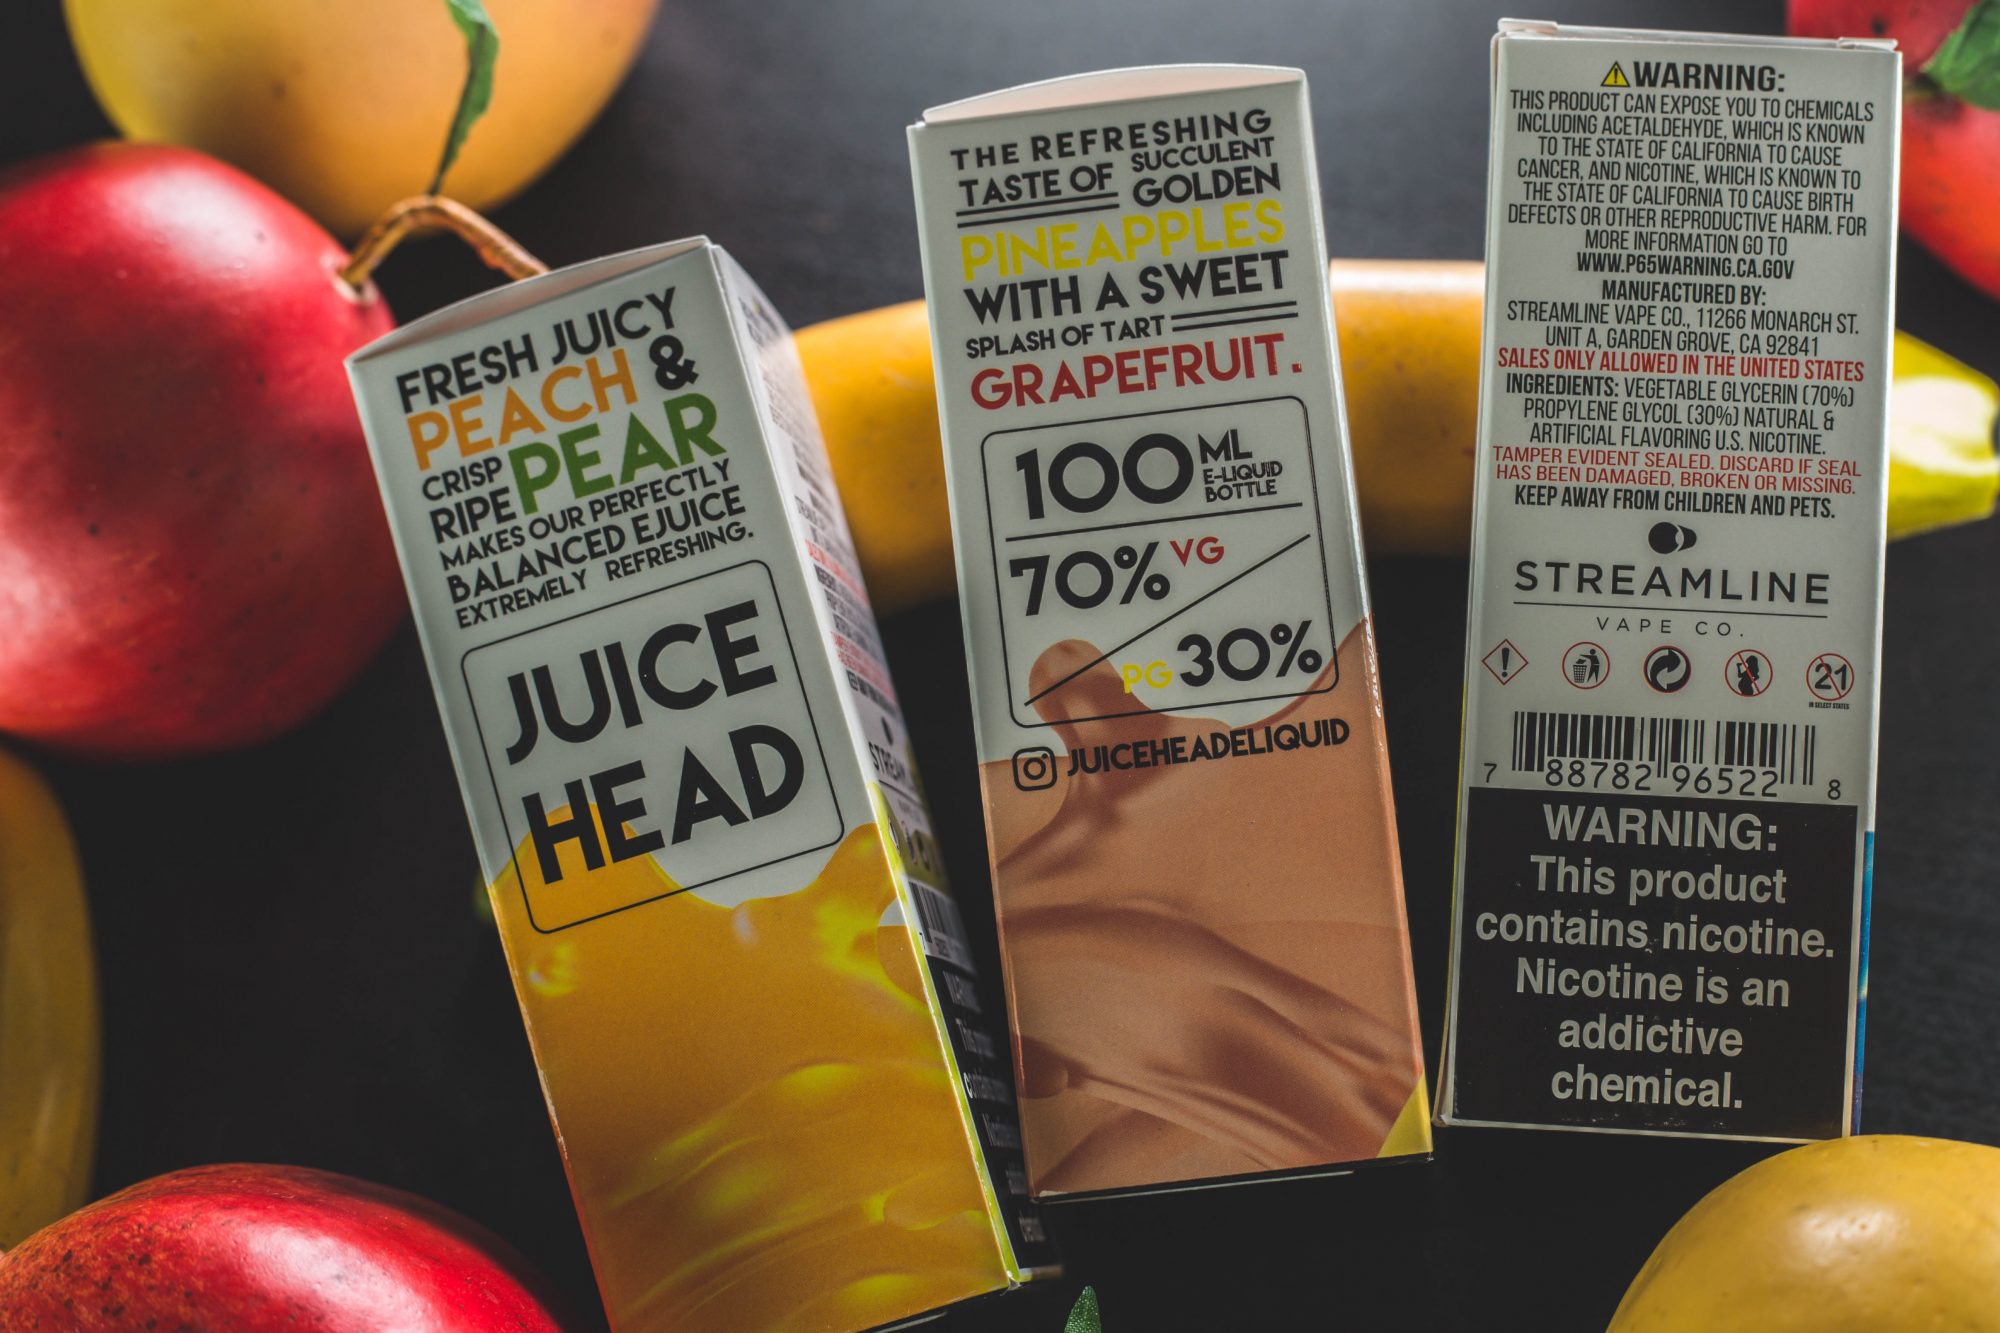 FRESH JUICY
PEACH &
CRISP
RIPE PEAR
MAKES OUR PERFECTLY
BALANCED EJUICE
EXTREMELY REFRESHING.
JUICE
HEAD
THE REFRESHING
TASTE OF SUCCULENT
GOLDEN
PINEAPPLES
WITH A SWEET
SPLASH OF TART
GRAPEFRUIT.
100 ML
E-LIQUID
BOTTLE
70% VG
PG 30%
JUICEHEADELIQUID
WARNING:
THIS PRODUCT CAN EXPOSE YOU TO CHEMICALS
INCLUDING ACETALDEHYDE, WHICH IS KNOWN
TO THE STATE OF CALIFORNIA TO CAUSE
CANCER, AND NICOTINE, WHICH IS KNOWN TO
THE STATE OF CALIFORNIA TO CAUSE BIRTH
DEFECTS OR OTHER REPRODUCTIVE HARM. FOR
MORE INFORMATION GO TO
WWW.P65WARNING.CA.GOV
MANUFACTURED BY:
STREAMLINE VAPE CO., 11266 MONARCH ST.
UNIT A, GARDEN GROVE, CA 92841
SALES ONLY ALLOWED IN THE UNITED STATES
INGREDIENTS: VEGETABLE GLYCERIN (70%)
PROPYLENE GLYCOL (30%) NATURAL &
ARTIFICIAL FLAVORING U.S. NICOTINE.
TAMPER EVIDENT SEALED. DISCARD IF SEAL
HAS BEEN DAMAGED, BROKEN OR MISSING.
KEEP AWAY FROM CHILDREN AND PETS.
STREAMLINE
VAPE CO.
21
IN SELECT STATES
7 88782 96522 8
WARNING:
This product
contains nicotine.
Nicotine is an
addictive
chemical.